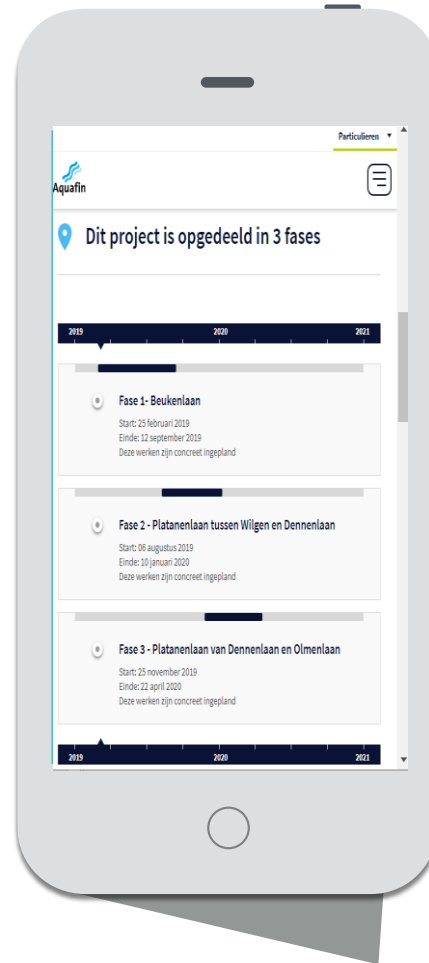 Particulieren
Aquafin
Dit project is opgedeeld in 3 fases
2019 2020 2021
Fase 1- Beukenlaan
Start: 25 februari 2019
Einde: 12 september 2019
Deze werken zijn concreet ingepland
Fase 2 - Platanenlaan tussen Wilgen en Dennenlaan
Start: 06 augustus 2019
Einde: 10 januari 2020
Deze werken zijn concreet ingepland
Fase 3 - Platanenlaan van Dennenlaan en Olmenlaan
Start: 25 november 2019
Einde: 22 april 2020
Deze werken zijn concreet ingepland
2019 2020 2021